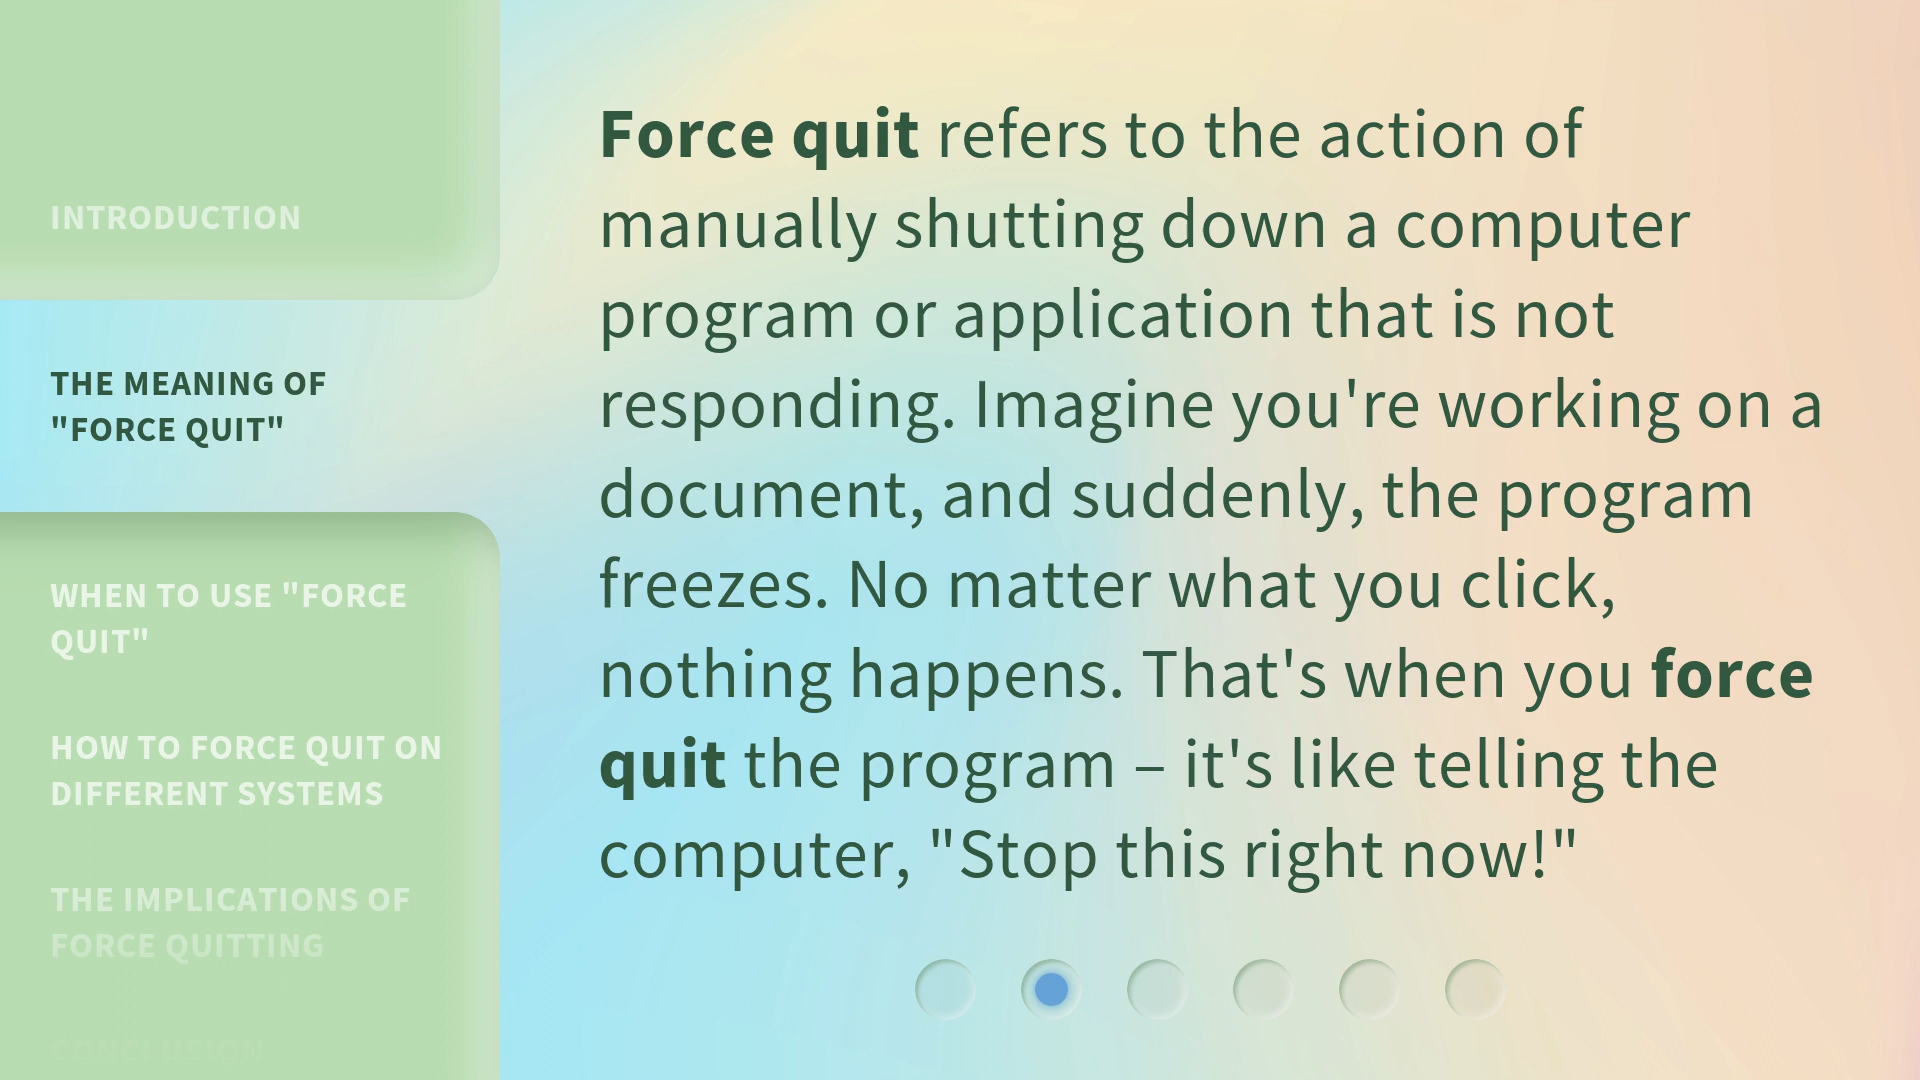 INTRODUCTION
THE MEANING OF
"FORCE QUIT"
WHEN TO USE "FORCE
QUIT"
HOW TO FORCE QUIT ON
DIFFERENT SYSTEMS
THE IMPLICATIONS OF
FORCE QUITTING
CONCLUSION
Force quit refers to the action of
manually shutting down a computer
program or application that is not
responding. Imagine you're working on a
document, and suddenly, the program
freezes. No matter what you click,
nothing happens. That's when you force
quit the program – it's like telling the
computer, "Stop this right now!"